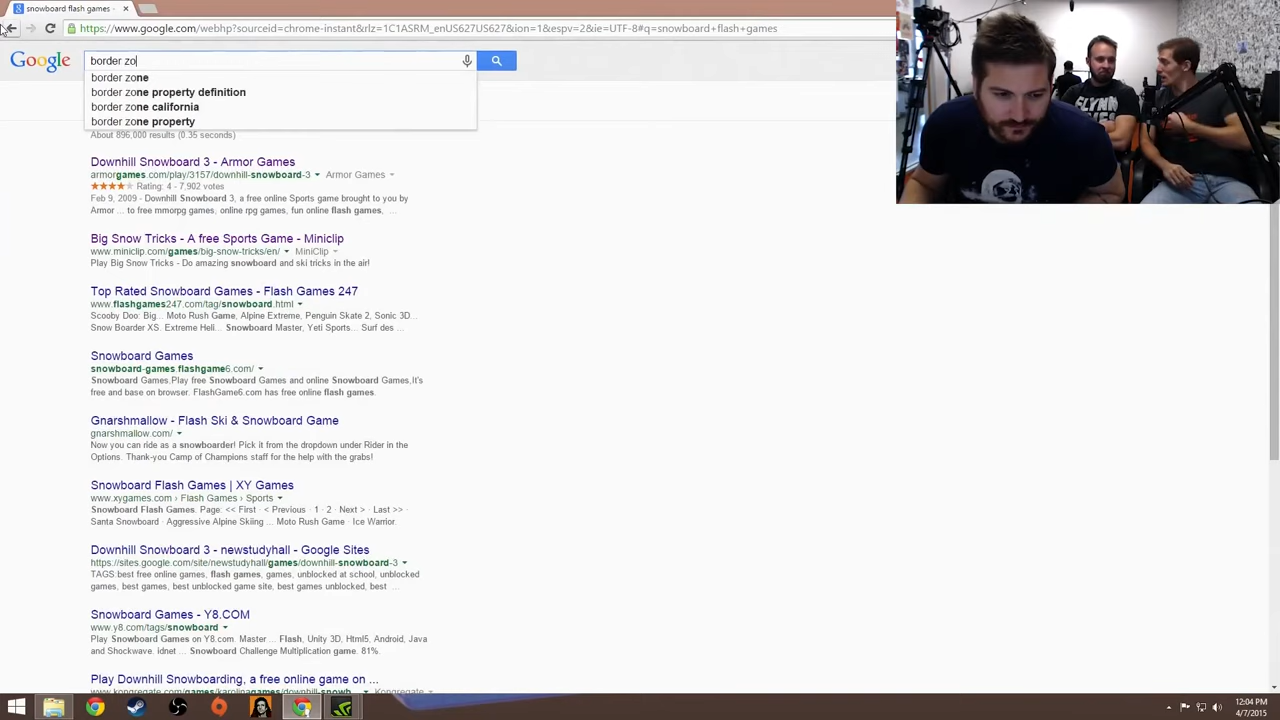 snowboard flash games
×
https://www.google.com/webhp?sourceid=chrome-instant&rlz=1C1ASRM_enUS627US627&ion=1&espv=2&ie=UTF-8#q=snowboard+flash+games
Google
border zo
border zone
border zone property definition
border zone california
border zone property
About 896,000 results (0.35 seconds)
Downhill Snowboard 3 - Armor Games
armorgames.com/play/3157/downhill-snowboard-3 Armor Games
Rating: 4 - 7,902 votes
Feb 9, 2009 - Downhill Snowboard 3, a free online Sports game brought to you by
Armor ... to free mmorpg games, online rpg games, fun online flash games, ...
Big Snow Tricks - A free Sports Game - Miniclip
www.miniclip.com/games/big-snow-tricks/en/ MiniClip
Play Big Snow Tricks - Do amazing snowboard and ski tricks in the air!
Top Rated Snowboard Games - Flash Games 247
www.flashgames247.com/tag/snowboard.html
Scooby Doo: Big... Moto Rush Game, Alpine Extreme, Penguin Skate 2, Sonic 3D...
Snow Boarder XS. Extreme Heli... Snowboard Master, Yeti Sports... Surf des ...
Snowboard Games
snowboard-games.flashgame6.com/
Snowboard Games,Play free Snowboard Games and online Snowboard Games,It's
free and base on browser. FlashGame6.com has free online flash games.
Gnarshmallow - Flash Ski & Snowboard Game
gnarshmallow.com/
Now you can ride as a snowboarder! Pick it from the dropdown under Rider in the
Options. Thank-you Camp of Champions staff for the help with the grabs!
Snowboard Flash Games | XY Games
www.xygames.com › Flash Games › Sports
Snowboard Flash Games. Page: << First · < Previous · 1 · 2 · Next > · Last >> ·
Santa Snowboard · Aggressive Alpine Skiing ... Moto Rush Game · Ice Warrior.
Downhill Snowboard 3 - newstudyhall - Google Sites
https://sites.google.com/site/newstudyhall/games/downhill-snowboard-3
TAGS:best free online games, flash games, games, unblocked at school, unblocked
games, best games, best unblocked game site, best games unblocked, best ...
Snowboard Games - Y8.COM
www.y8.com/tags/snowboard
Play Snowboard Games on Y8.com. Master ... Flash, Unity 3D, Html5, Android, Java
and Shockwave. idnet ... Snowboard Challenge Multiplication game. 81%.
Play Downhill Snowboarding, a free online game on ...
www.kongregate.com/games/karolinagames/downhill-snowb... Kongregate
FLYNN
12:04 PM
4/7/2015